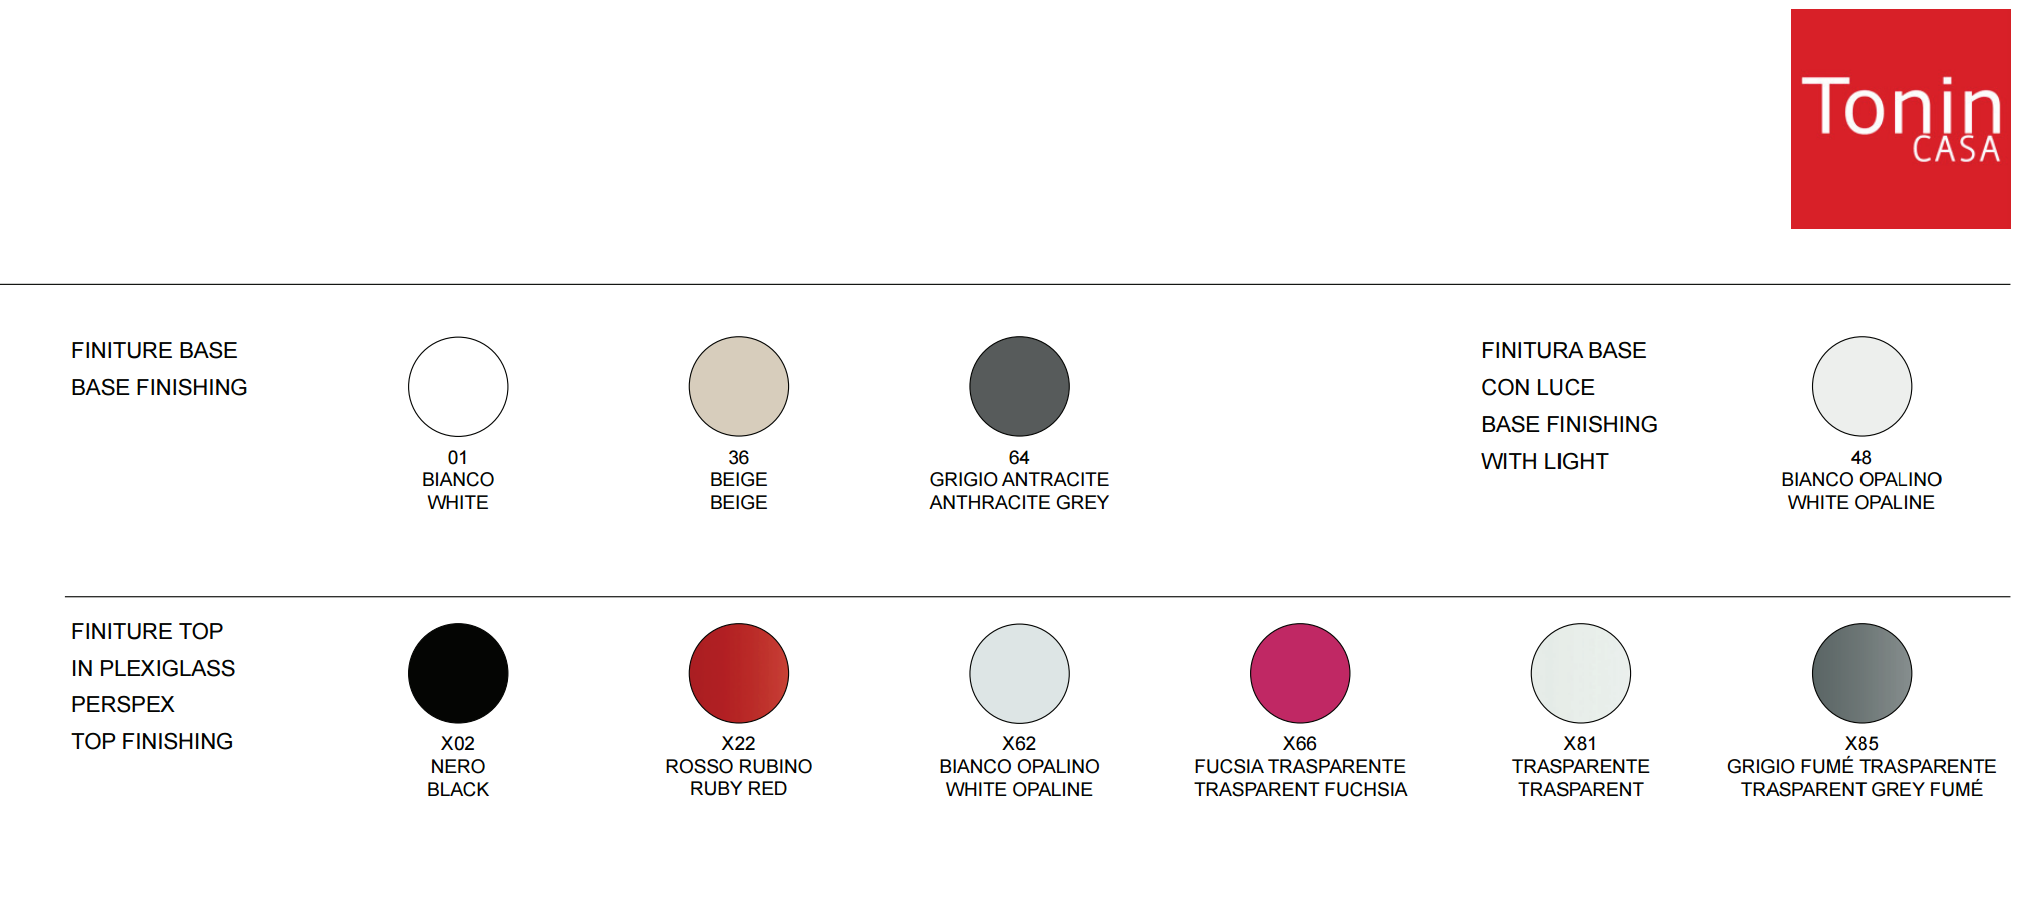 Tonin
CASA
FINITURE BASE
BASE FINISHING
01
BIANCO
WHITE
36
BEIGE
BEIGE
64
GRIGIO ANTRACITE
ANTHRACITE GREY
FINITURA BASE
CON LUCE
BASE FINISHING
WITH LIGHT
48
BIANCO OPALINO
WHITE OPALINE
FINITURE TOP
IN PLEXIGLASS
PERSPEX
TOP FINISHING
X02
NERO
BLACK
X22
ROSSO RUBINO
RUBY RED
X62
BIANCO OPALINO
WHITE OPALINE
X66
FUCSIA TRASPARENTE
TRASPARENT FUCHSIA
X81
TRASPARENTE
TRASPARENT
X85
GRIGIO FUMÉ TRASPARENTE
TRASPARENT GREY FUMÉ